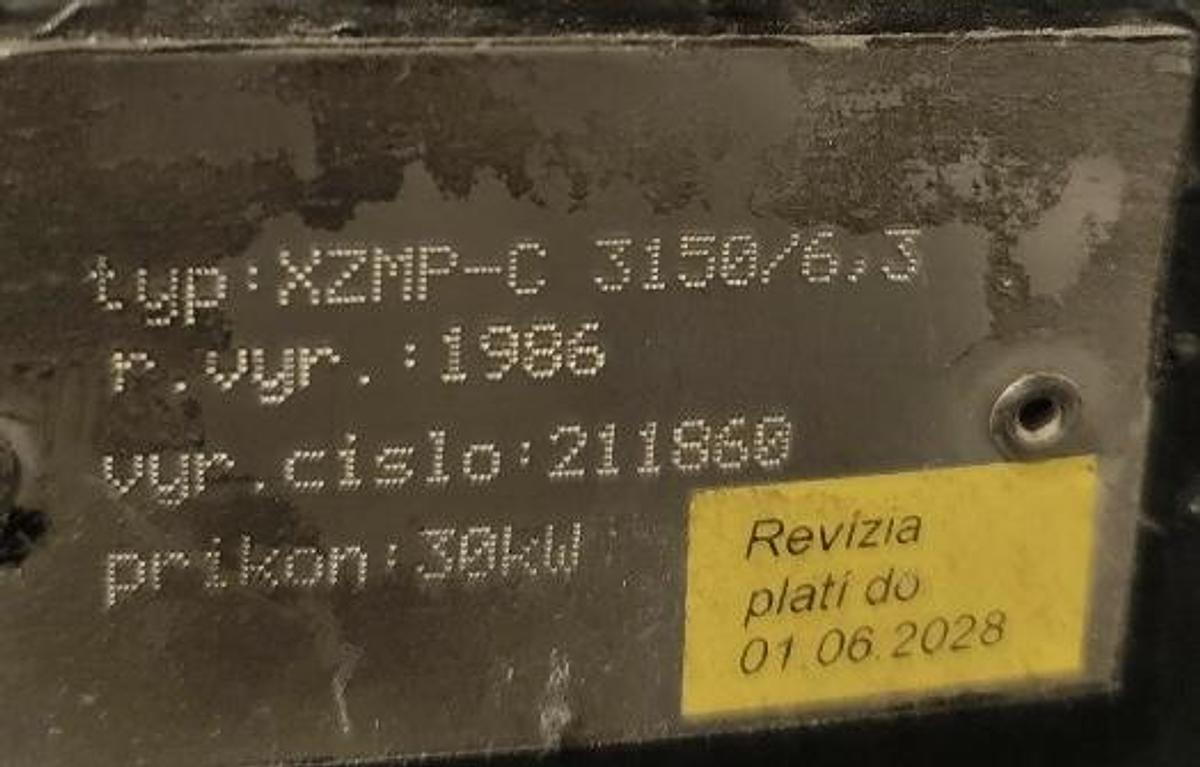 typ:XZMP-C 3150/6,3
r.vyr.:1986
vyr.cislo:211860
prikon:30kW
Revízia
platí do
01.06.2028